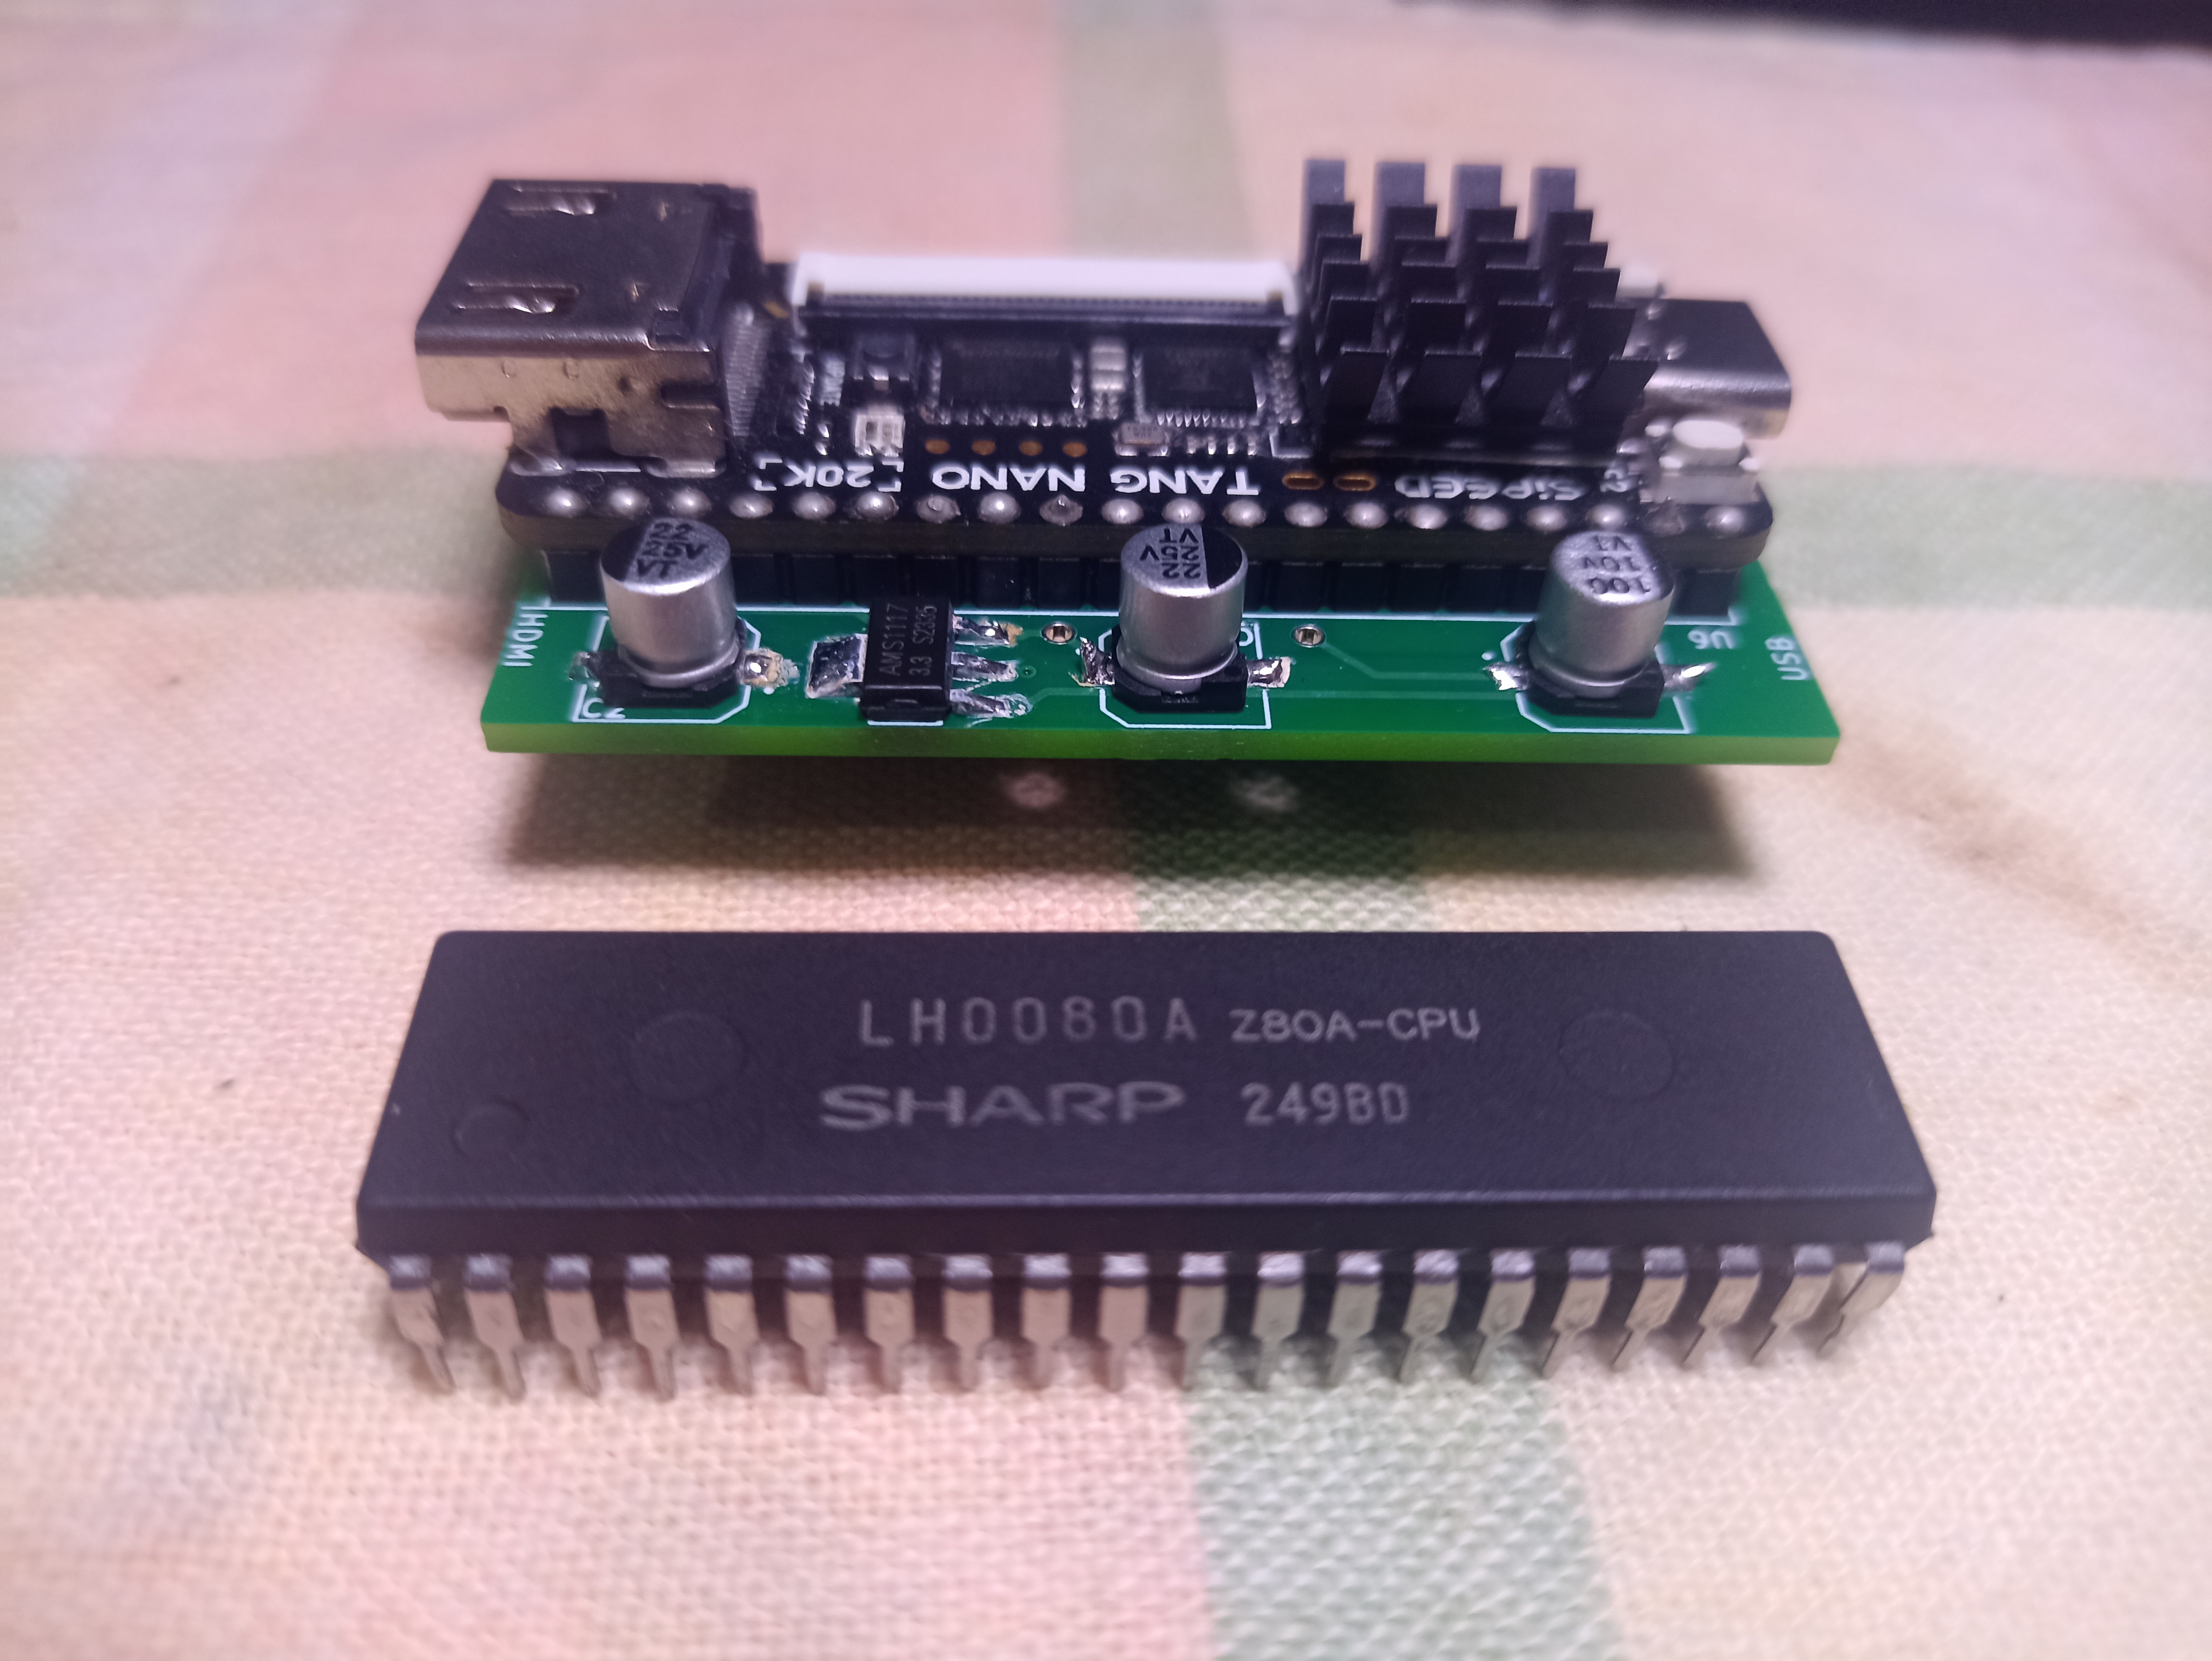 [20K]
TANG NANO
SiPEED
22
25V
VT
AMS1117
3.3 S2336
22
25V
VT
100
10V
VT
HDMI
C2
U6
USB
LH0080A Z80A-CPU
SHARP 249BD